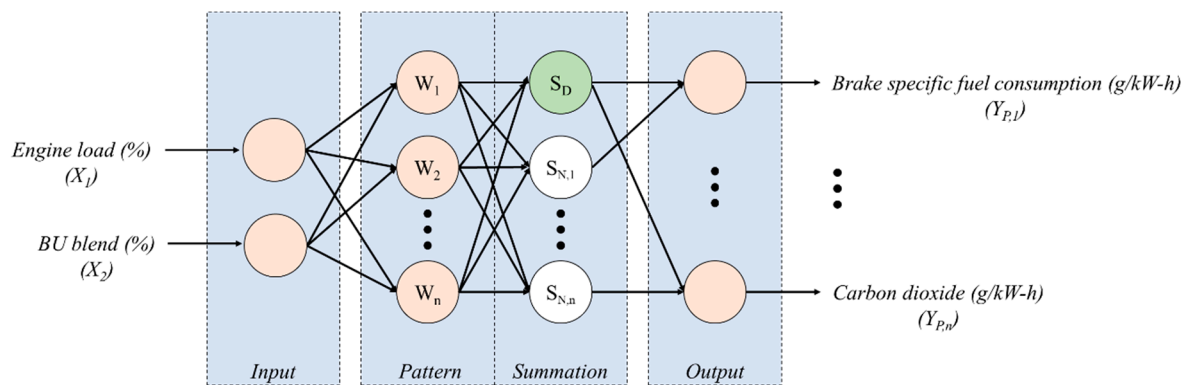 Engine load (%)
(X1)
BU blend (%)
(X2)
W1
W2
Wn
SD
SN,1
SN,n
Brake specific fuel consumption (g/kW-h)
(YP,1)
Carbon dioxide (g/kW-h)
(YP,n)
Input
Pattern
Summation
Output